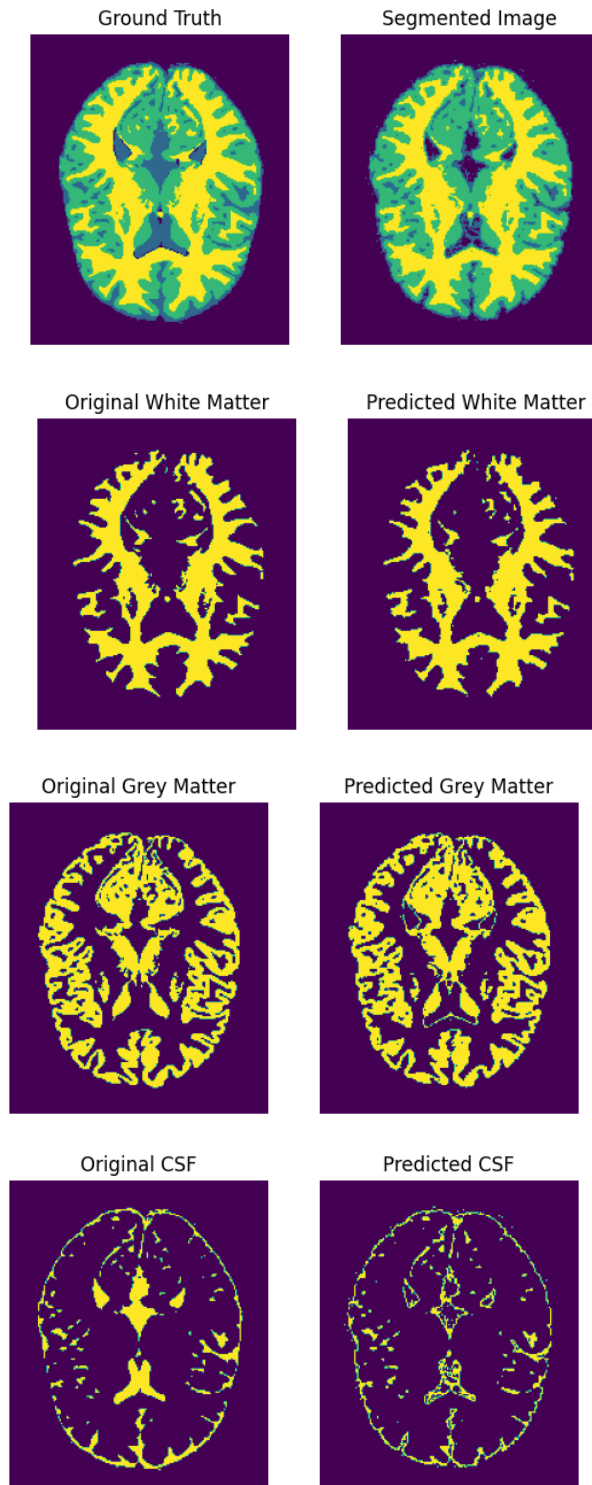 Ground Truth
Segmented Image
Original White Matter
Predicted White Matter
Original Grey Matter
Predicted Grey Matter
Original CSF
Predicted CSF